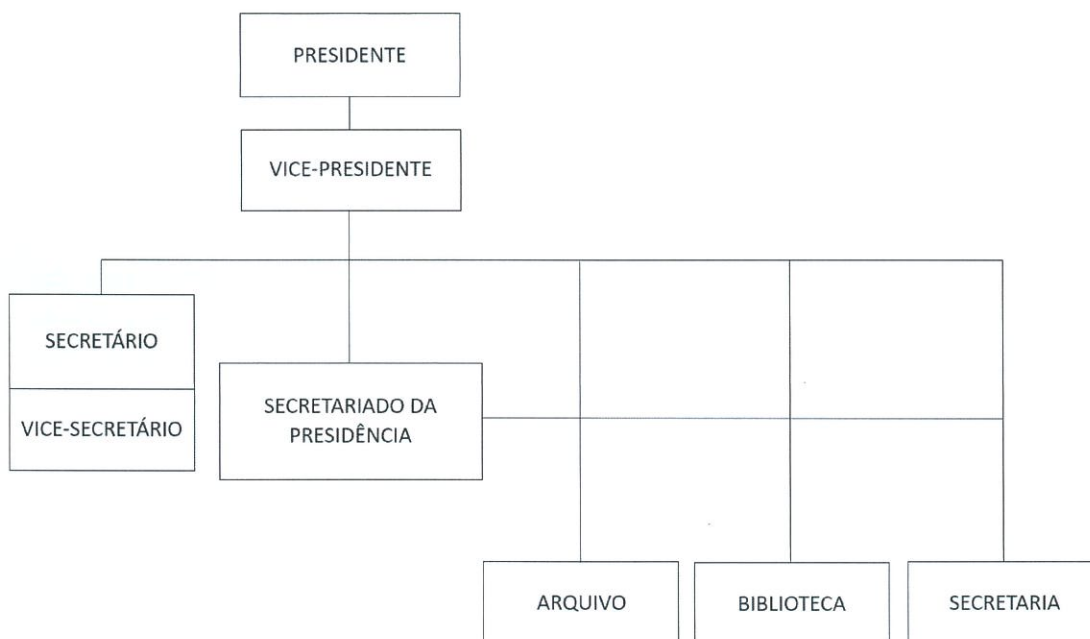 PRESIDENTE
VICE-PRESIDENTE
SECRETÁRIO
VICE-SECRETÁRIO
SECRETARIADO DA
PRESIDÊNCIA
ARQUIVO
BIBLIOTECA
SECRETARIA